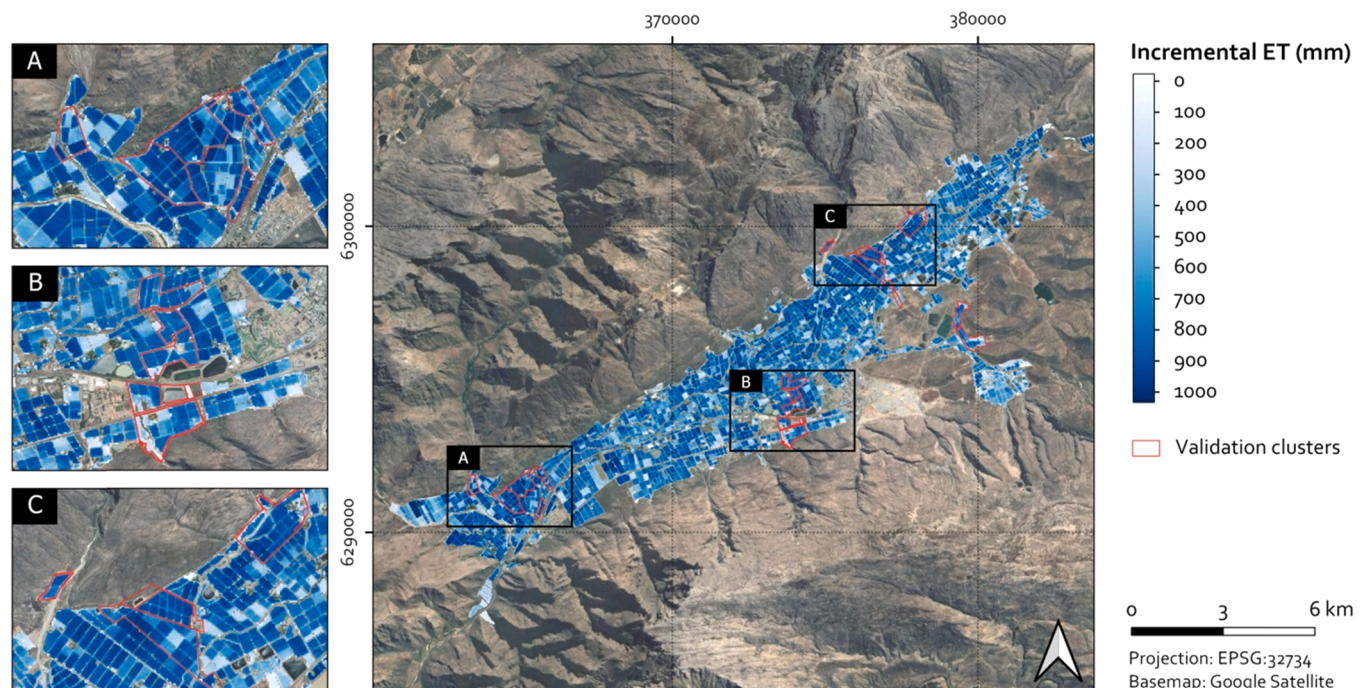 370000
380000
A
Incremental ET (mm)
0
100
200
300
400
500
600
700
800
900
1000
C
6300000
B
B
Validation clusters
A
C
6290000
0 3 6 km
Projection: EPSG:32734
Basemap: Google Satellite